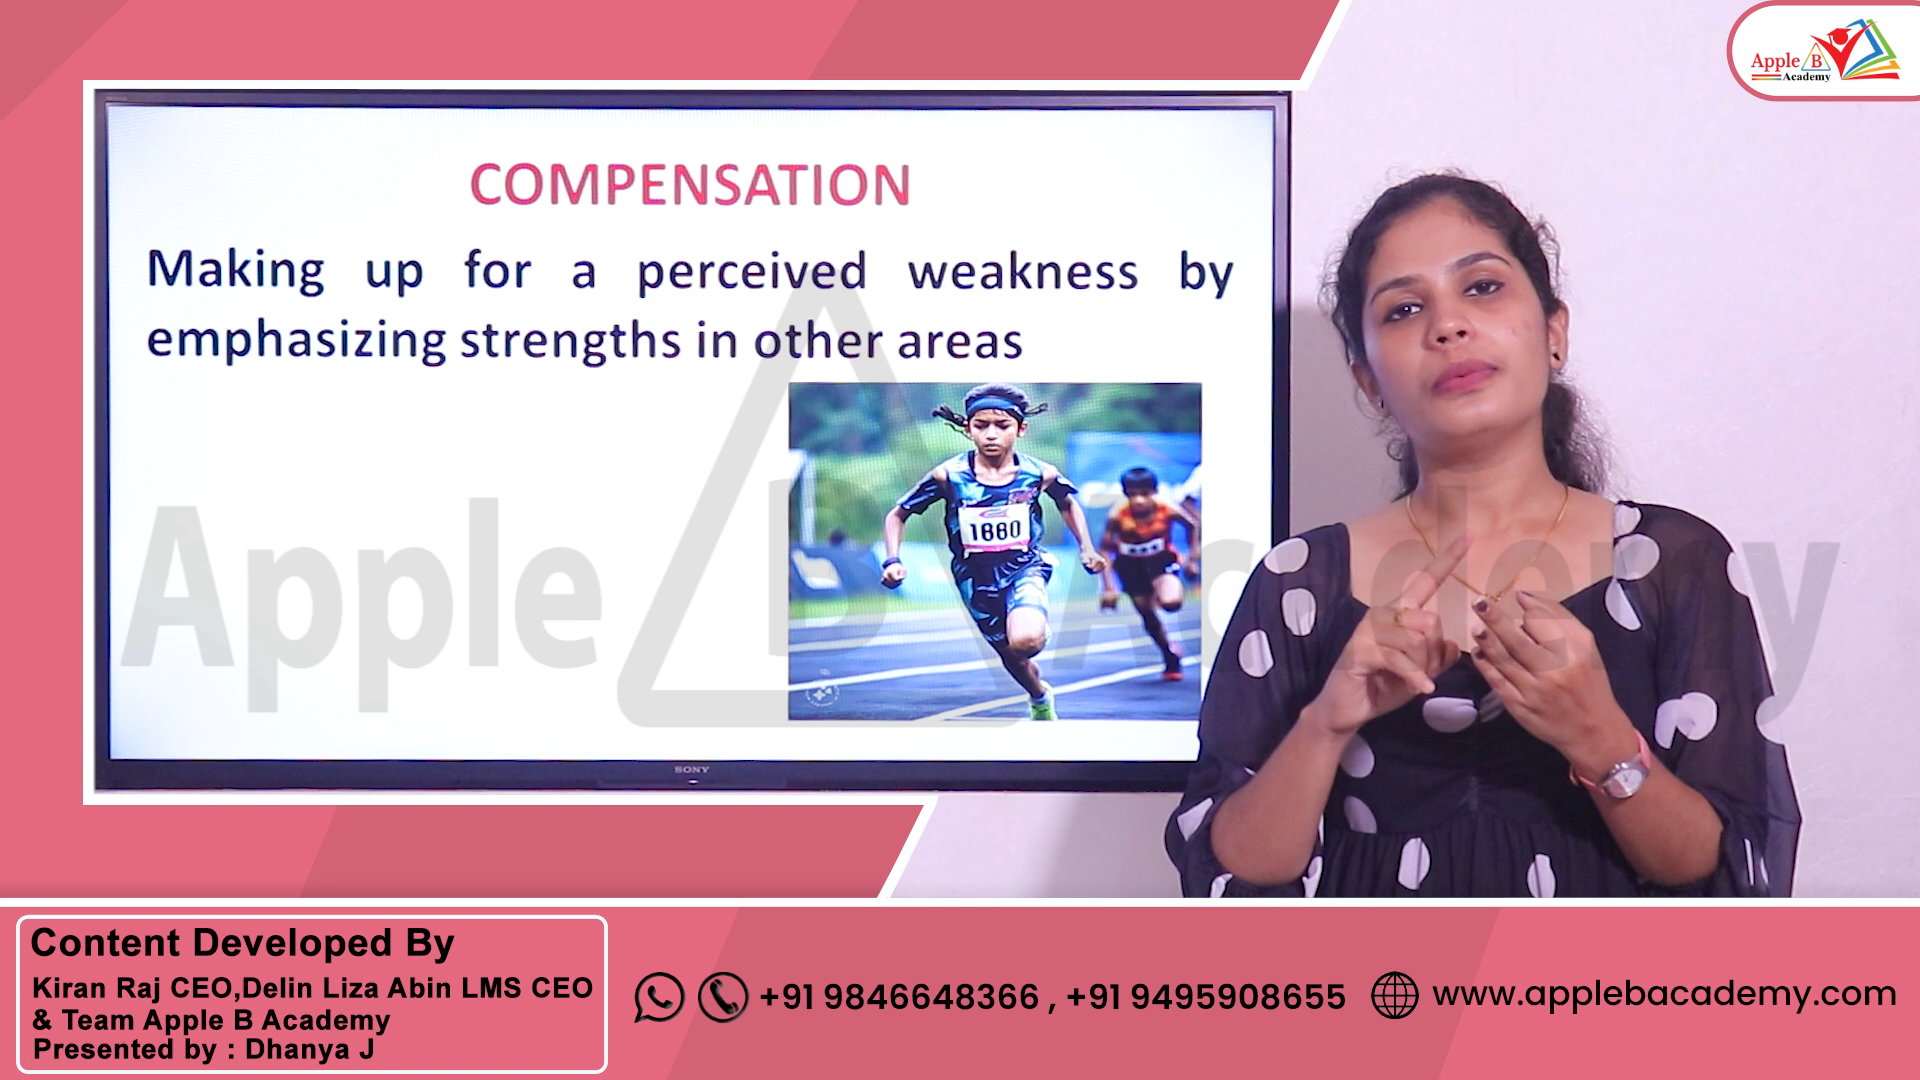 Apple B
Academy
COMPENSATION
Making up for a perceived weakness by
emphasizing strengths in other areas
1880
Apple B Academy
SONY
Content Developed By
Kiran Raj CEO,Delin Liza Abin LMS CEO
& Team Apple B Academy
Presented by : Dhanya J
+91 9846648366 , +91 9495908655
www.applebacademy.com